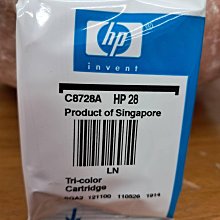 hp
invent
C8728A HP 28
Product of Singapore
LN
Tri-color
Cartridge